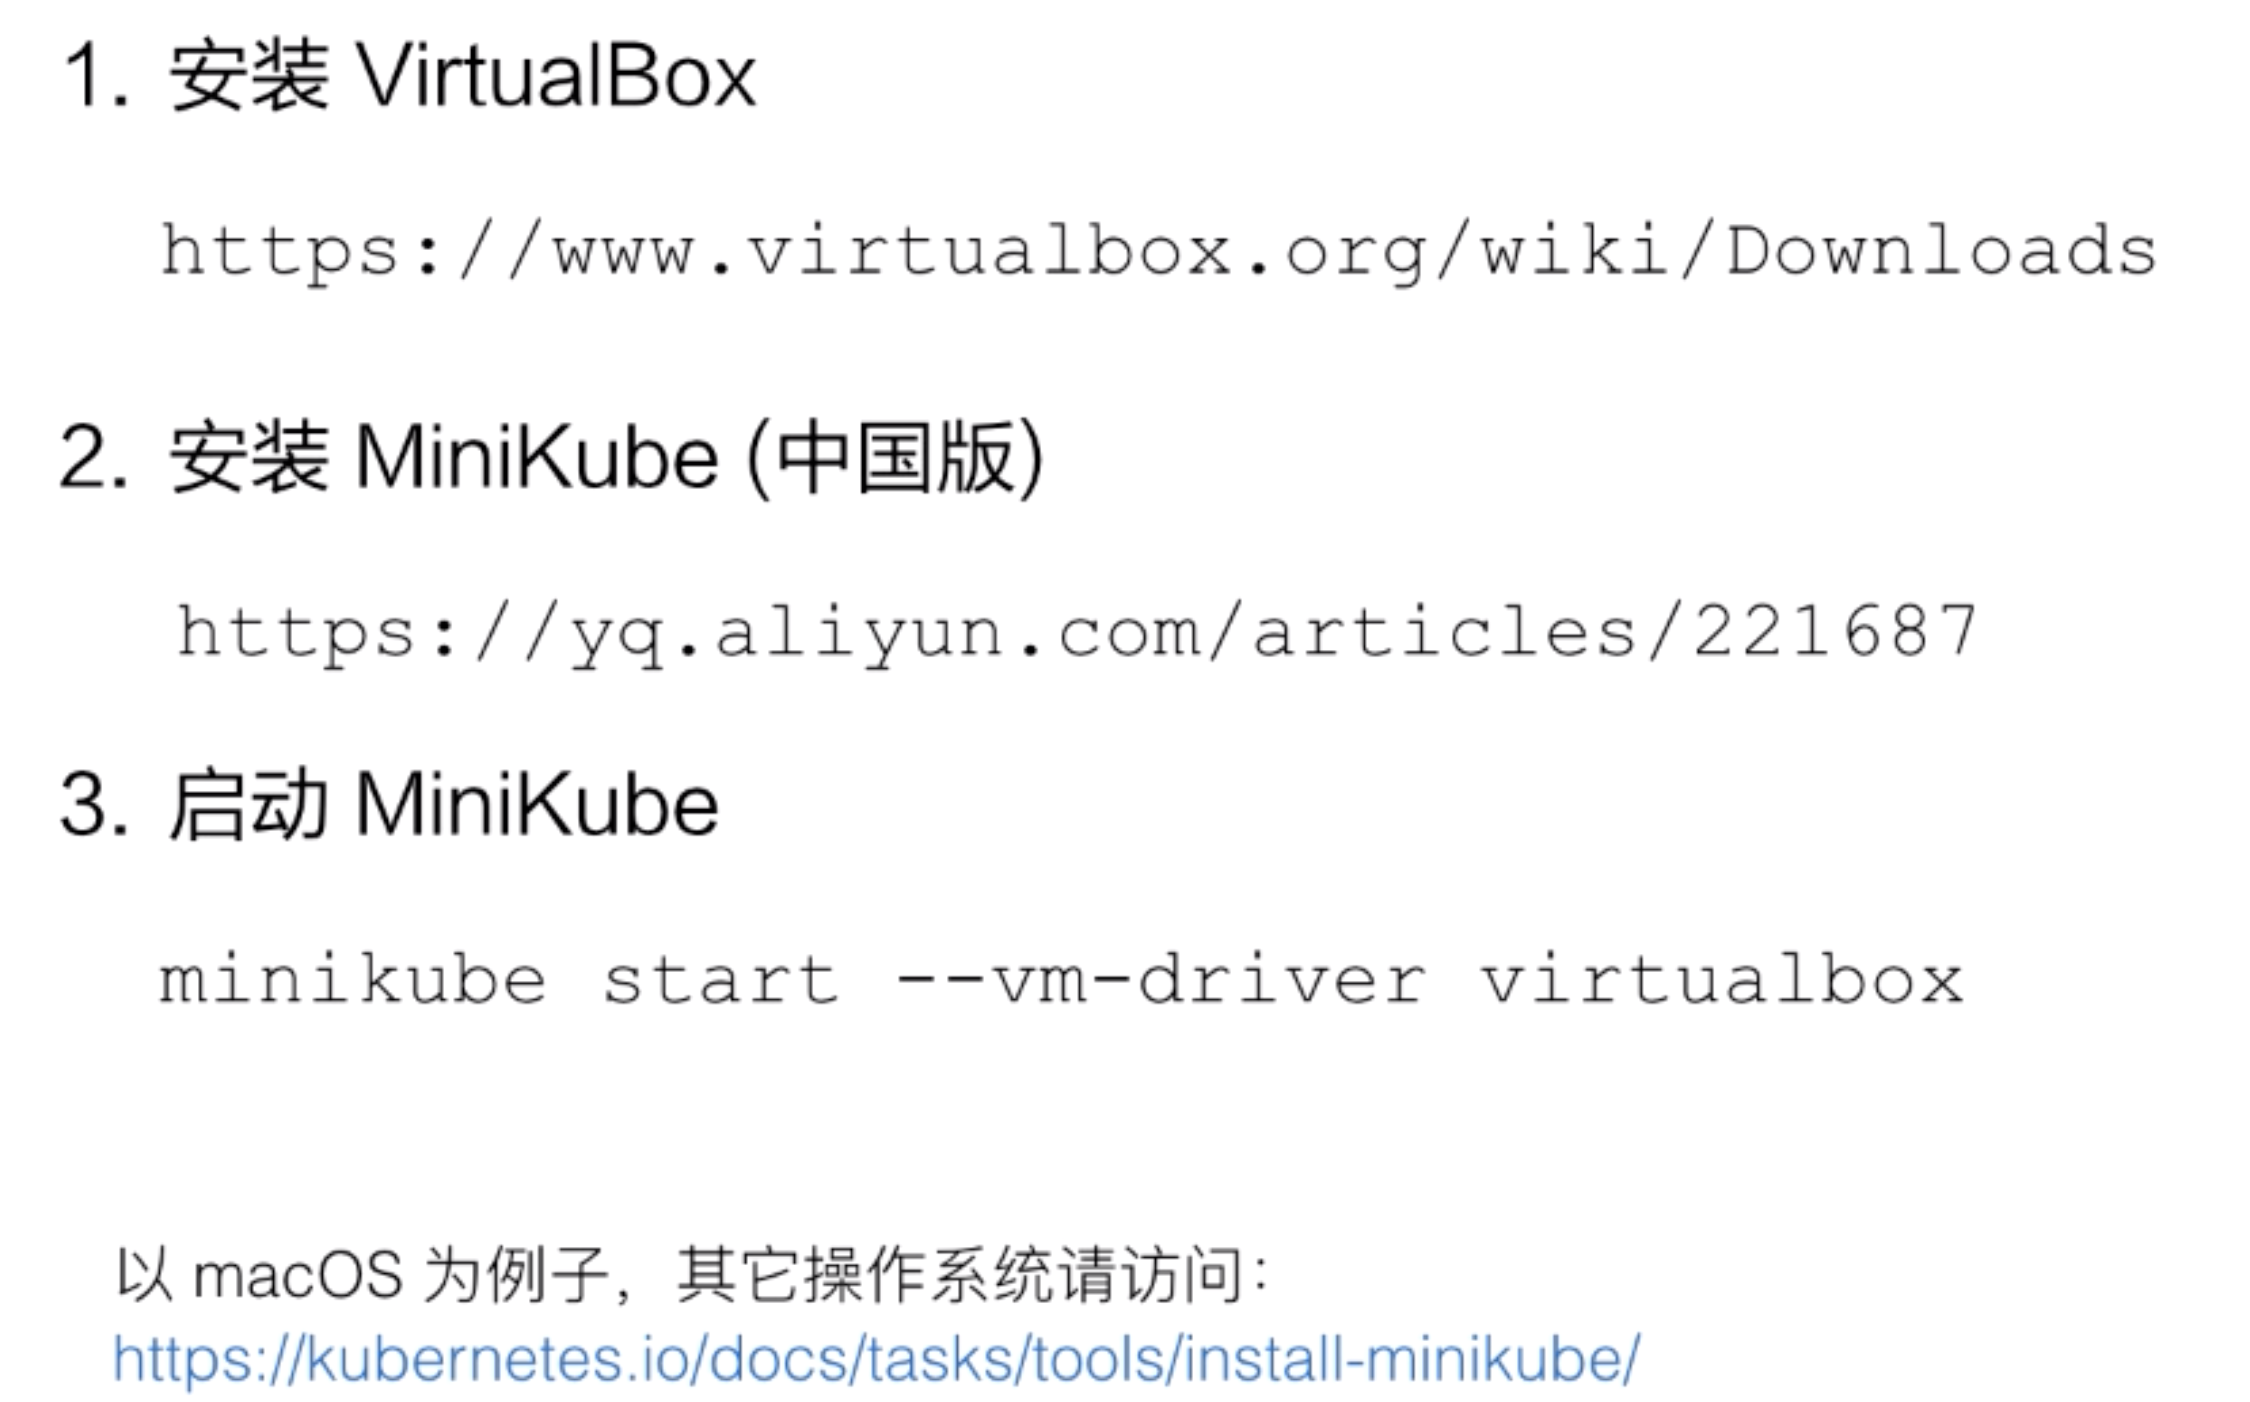 1. 安装 VirtualBox
https://www.virtualbox.org/wiki/Downloads
2. 安装 MiniKube (中国版)
https://yq.aliyun.com/articles/221687
3. 启动 MiniKube
minikube start --vm-driver virtualbox
以 macOS 为例子，其它操作系统请访问：
https://kubernetes.io/docs/tasks/tools/install-minikube/